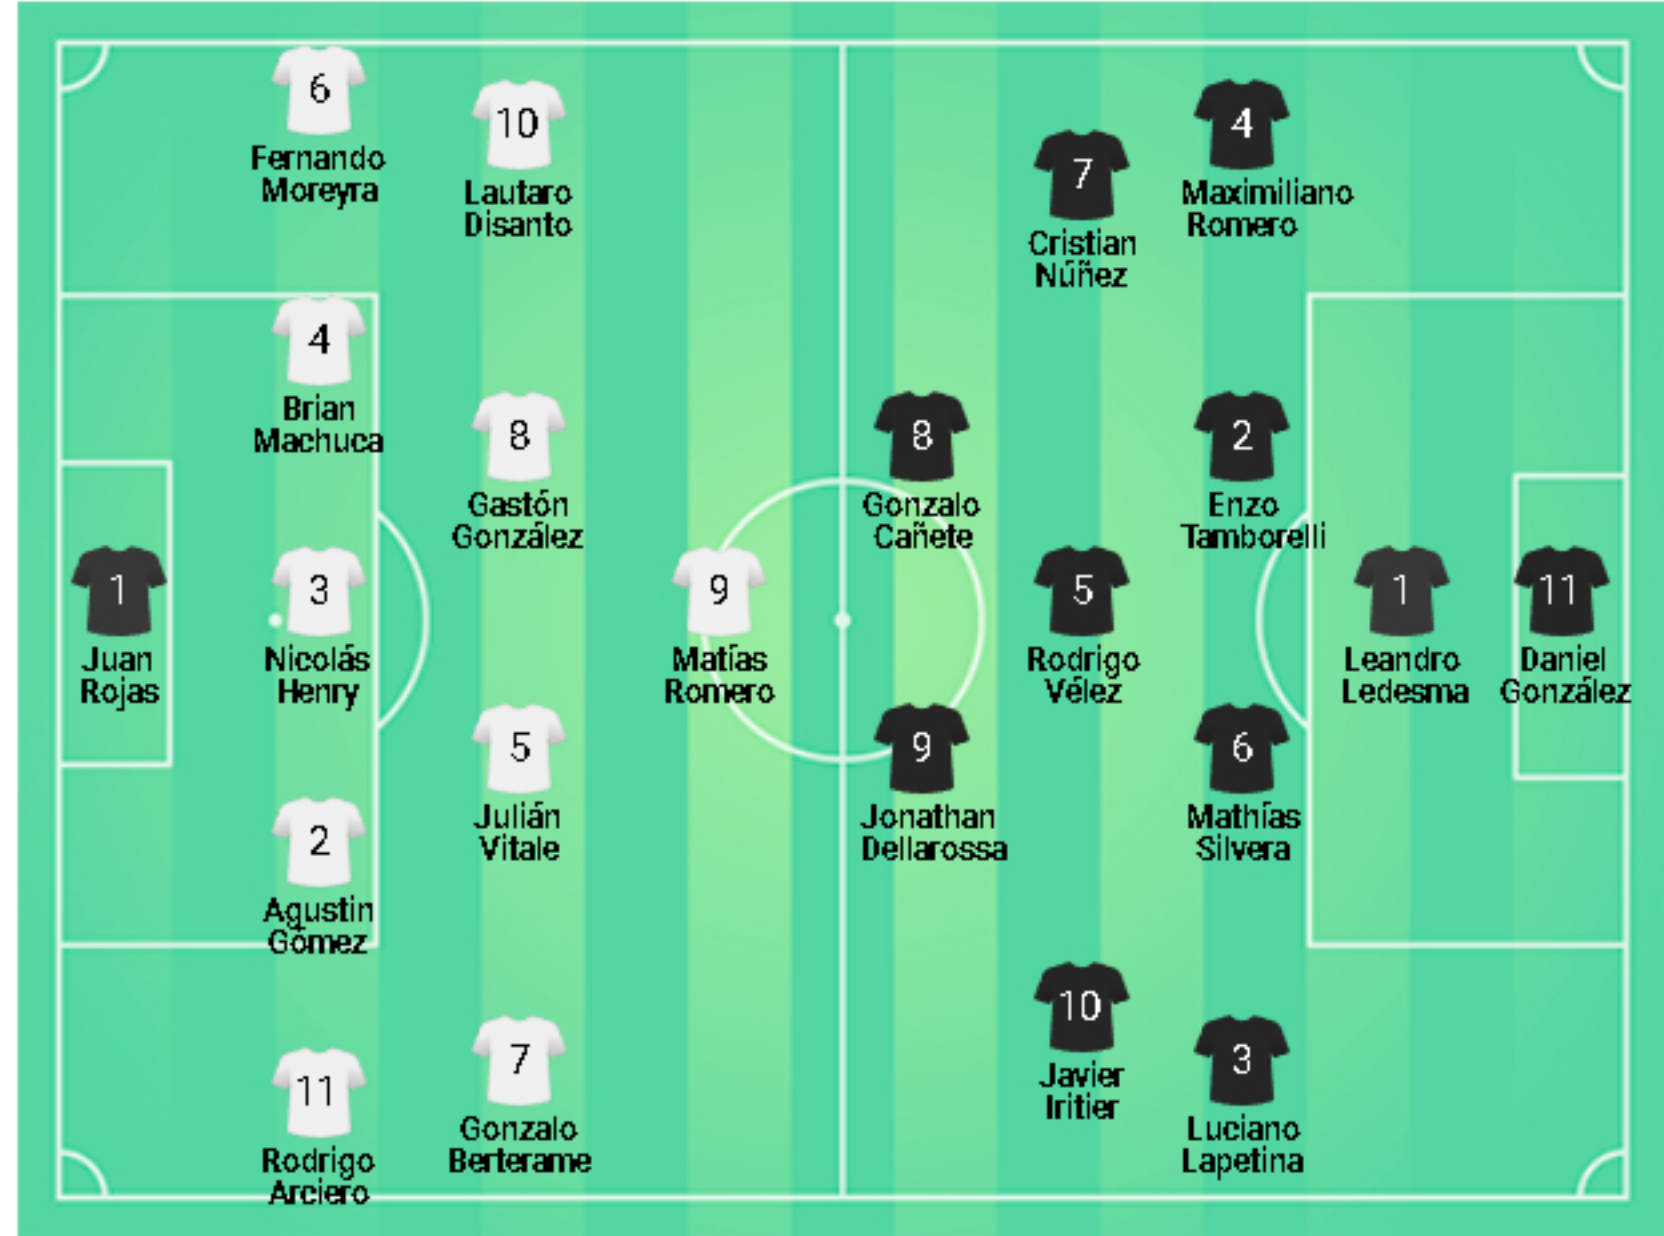 6
Fernando
Moreyra
10
Lautaro
Disanto
4
Brian
Machuca
8
Gastón
González
1
Juan
Rojas
3
Nicolás
Henry
9
Matías
Romero
5
Julián
Vitale
2
Agustin
Gómez
11
Rodrigo
Arciero
7
Gonzalo
Berterame
7
Cristian
Núñez
4
Maximiliano
Romero
8
Gonzalo
Cañete
2
Enzo
Tamborelli
5
Rodrigo
Vélez
1
Leandro
Ledesma
11
Daniel
González
9
Jonathan
Dellarossa
6
Mathías
Silvera
10
Javier
Iritier
3
Luciano
Lapetina